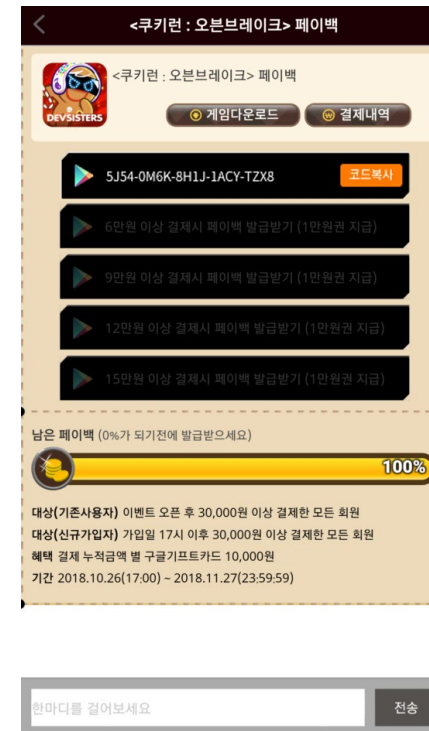 <쿠키런 : 오븐브레이크> 페이백
<쿠키런 : 오븐브레이크> 페이백
DEVSISTERS
게임다운로드
결제내역
5J54-0M6K-8H1J-1ACY-TZX8
코드복사
6만원 이상 결제시 페이백 발급받기 (1만원권 지급)
9만원 이상 결제시 페이백 발급받기 (1만원권 지급)
12만원 이상 결제시 페이백 발급받기 (1만원권 지급)
15만원 이상 결제시 페이백 발급받기 (1만원권 지급)
남은 페이백 (0%가 되기전에 발급받으세요)
100%
대상(기존사용자) 이벤트 오픈 후 30,000원 이상 결제한 모든 회원
대상(신규가입자) 가입일 17시 이후 30,000원 이상 결제한 모든 회원
혜택 결제 누적금액 별 구글기프트카드 10,000원
기간 2018.10.26(17:00) ~ 2018.11.27(23:59:59)
한마디를 걸어보세요
전송